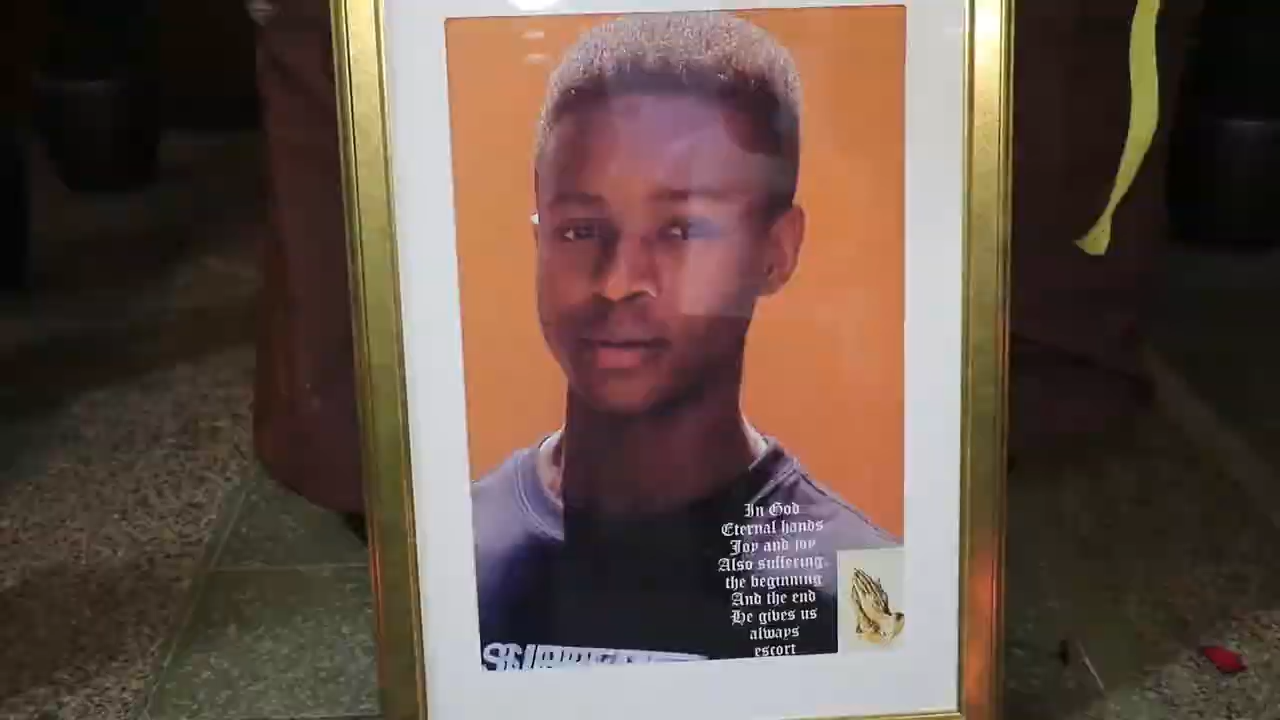 In God
Eternal hands
Joy and joy
Also suffering.
the beginning
And the end
He gives us
always
escort